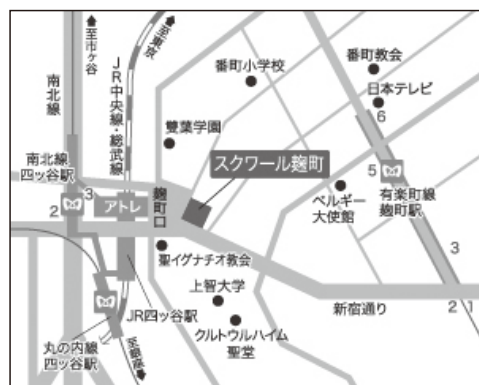 至市ケ谷
至東京
南北線
JR中央線・総武線
番町小学校
番町教会
日本テレビ
6
雙葉学園
スクワール麹町
南北線
四ッ谷駅
3
2
アトレ
麹町口
5
有楽町線
麹町駅
ベルギー
大使館
聖イグナチオ教会
3
上智大学
JR四ッ谷駅
クルトゥルハイム
聖堂
新宿通り
2
1
丸の内線
四ッ谷駅
至銀座